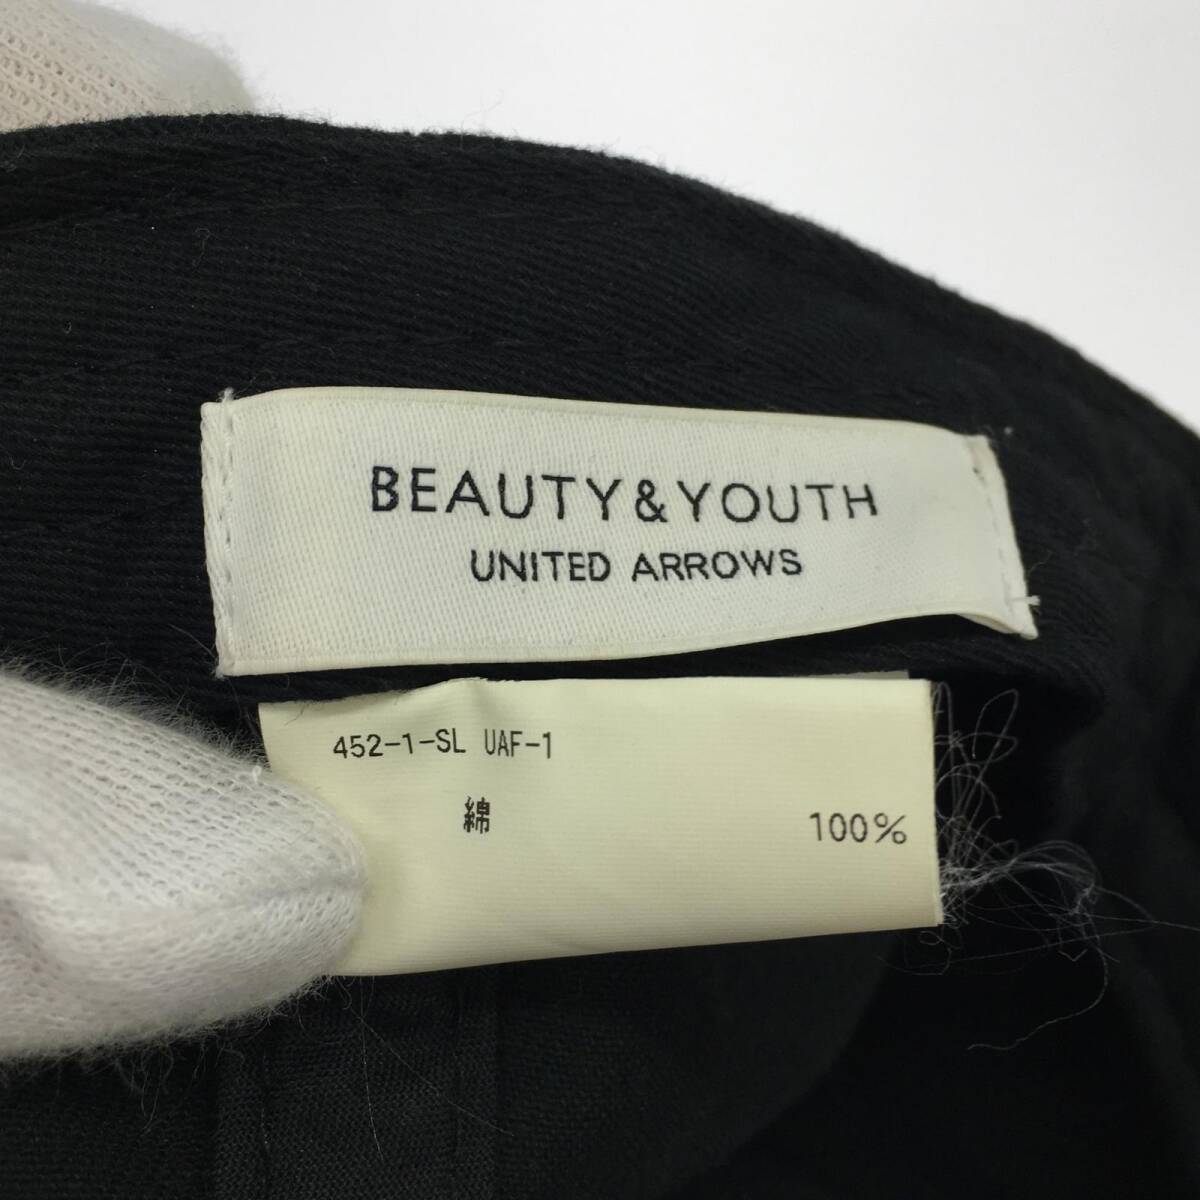 BEAUTY&YOUTH
UNITED ARROWS
452-1-SL UAF-1
綿 100%